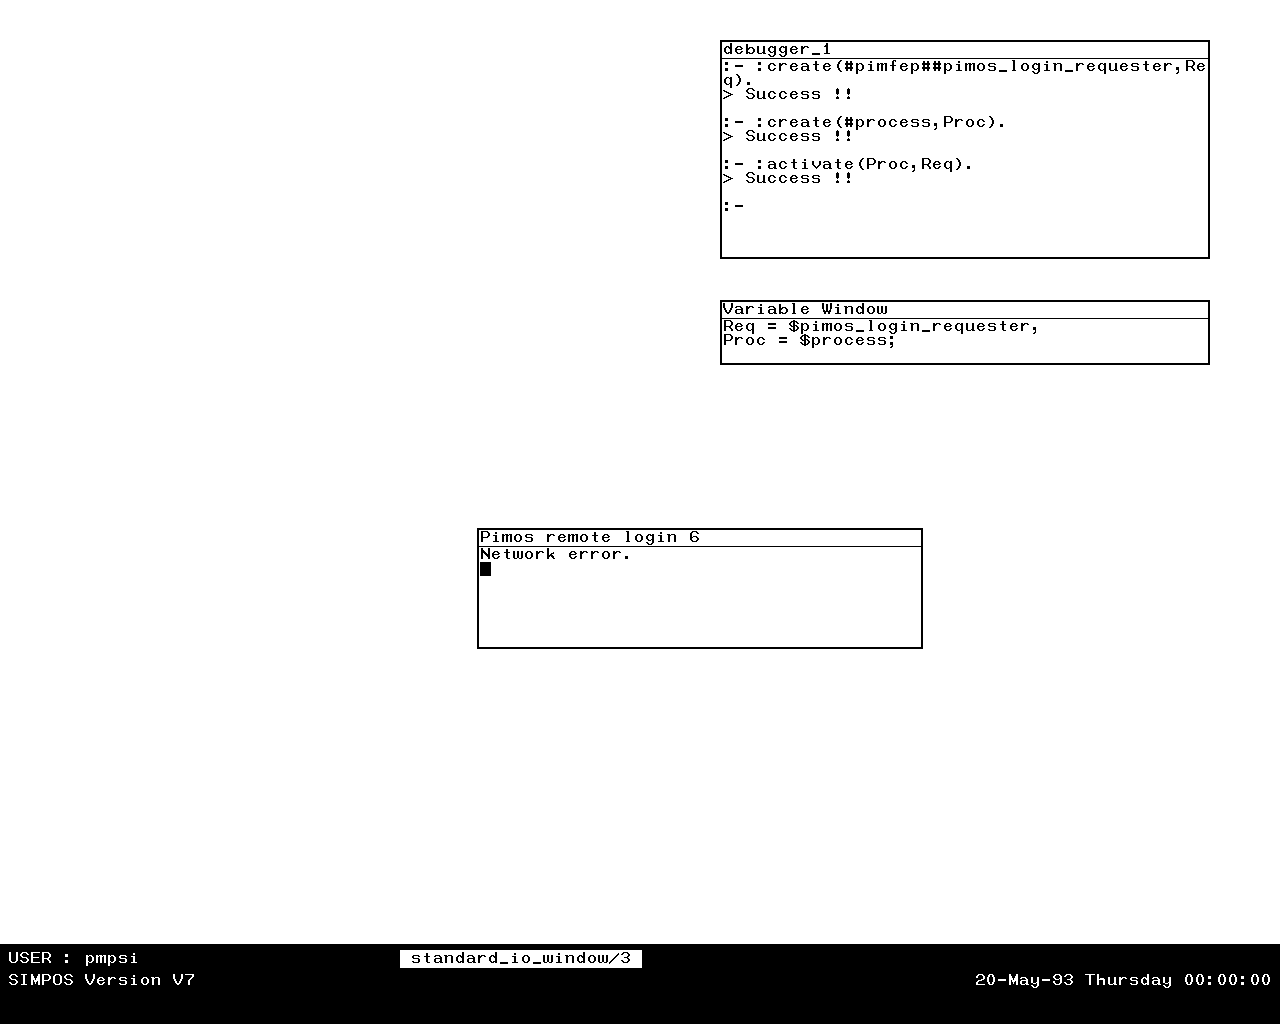 debugger_1
:- :create(#pimfep##pimos_login_requester,Re
q).
> Success !!
:- :create(#process,Proc).
> Success !!
:- :activate(Proc,Req).
> Success !!
:-
Variable Window
Req = $pimos_login_requester,
Proc = $process;
Pimos remote login 6
Network error.
USER : pmpsi
standard_io_window/3
SIMPOS Version V7
20-May-93 Thursday 00:00:00